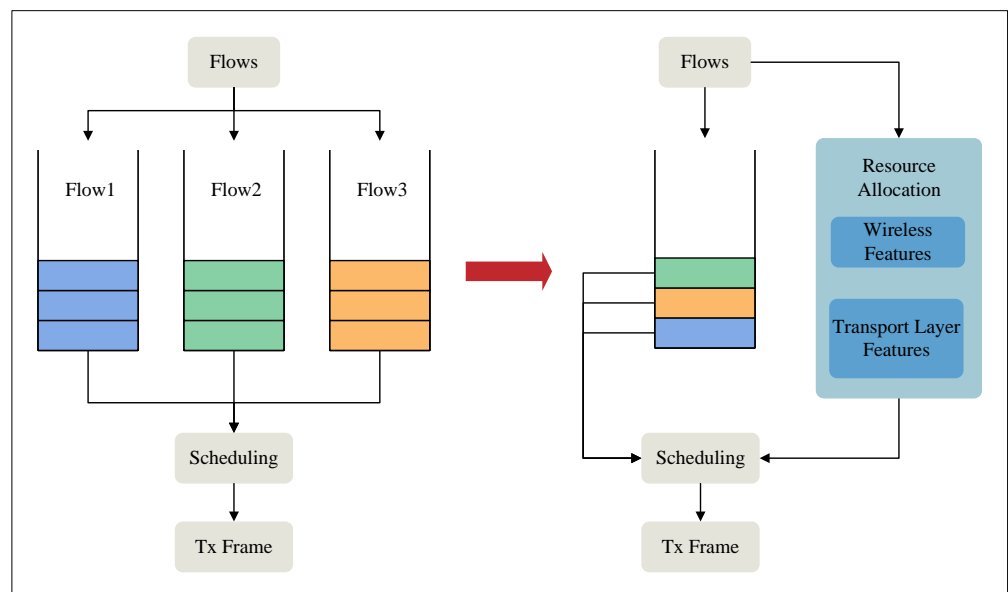 Flows
Flow1
Flow2
Flow3
Scheduling
Tx Frame
Flows
Resource
Allocation
Wireless
Features
Transport Layer
Features
Scheduling
Tx Frame